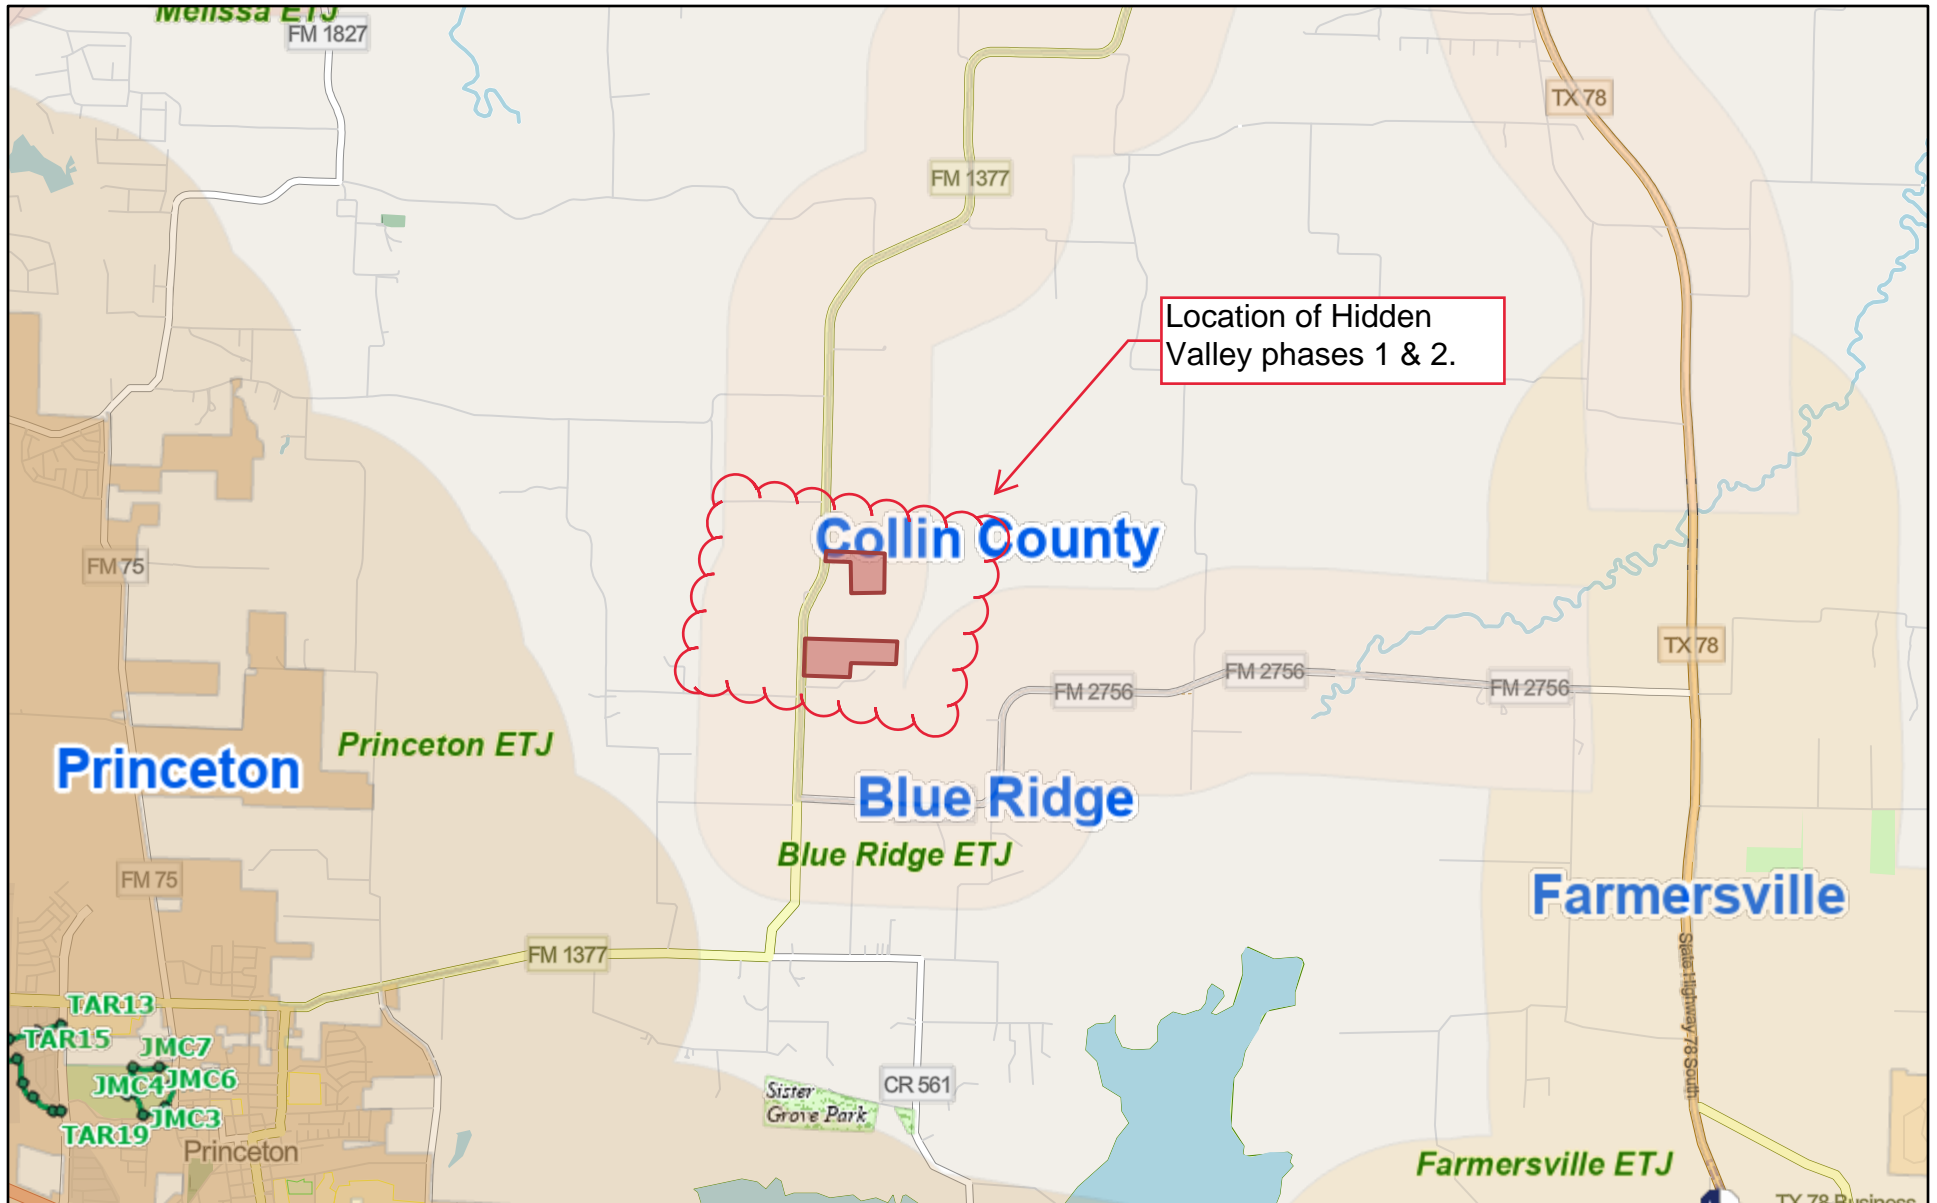 Melissa ETJ
FM 1827
TX 78
FM 1377
Location of Hidden
Valley phases 1 & 2.
Collin County
FM 75
TX 78
FM 2756
FM 2756
FM 2756
Princeton ETJ
Princeton
Blue Ridge
Blue Ridge ETJ
FM 75
Farmersville
FM 1377
State Highway 78 South
TAR13
TAR15
JMC7
JMC4
JMC6
JMC3
TAR19
CR 561
Sister
Grove Park
Princeton
Farmersville ETJ
TX 78 Business